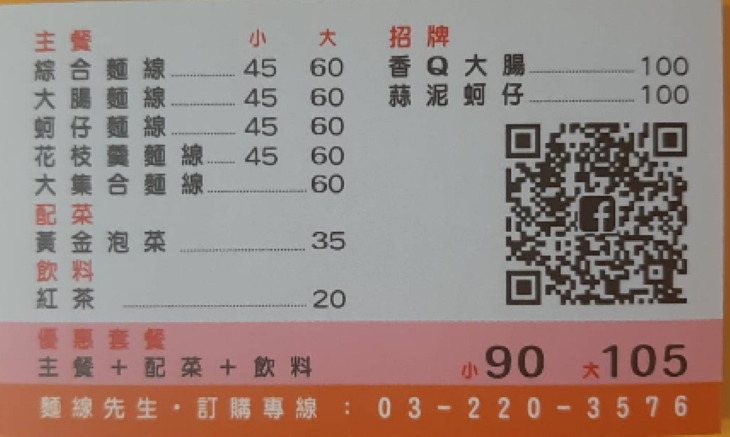 主餐 小 大
綜合麵線 45 60
大腸麵線 45 60
蚵仔麵線 45 60
花枝羹麵線 45 60
大集合麵線 60
配菜
黃金泡菜 35
飲料
紅茶 20
招牌
香Q大腸 100
蒜泥蚵仔 100
優惠套餐
主餐+配菜+飲料 小90 大105
麵線先生·訂購專線：03-220-3576